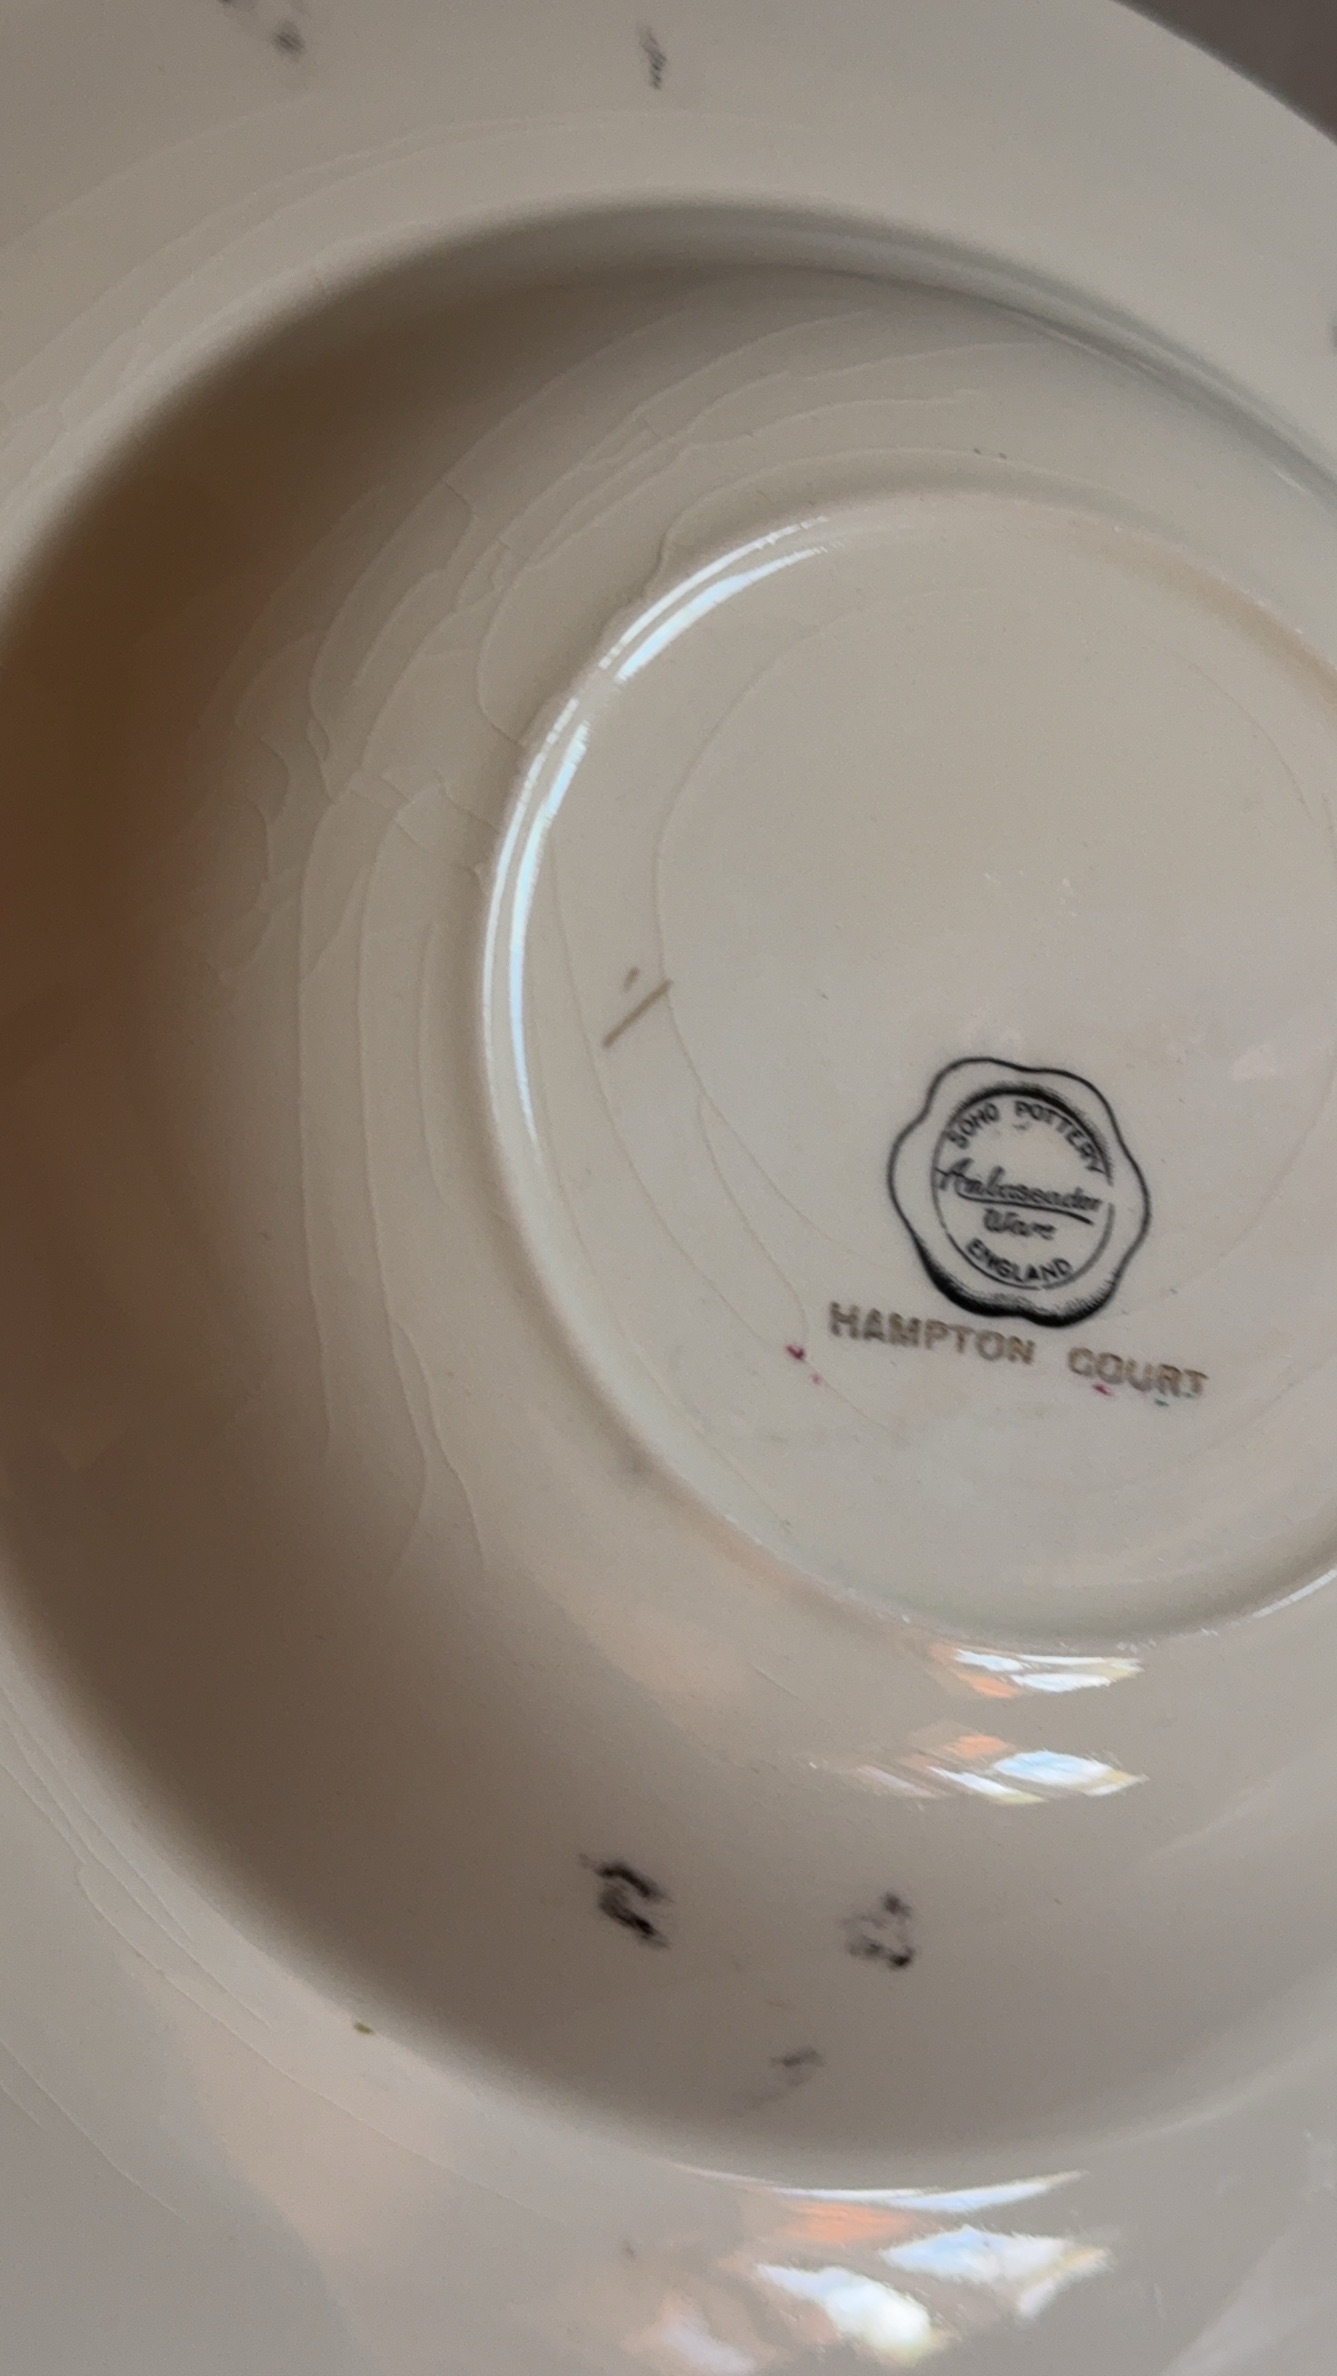 SOHO POTTERY
Ambassador
Ware
ENGLAND
HAMPTON COURT